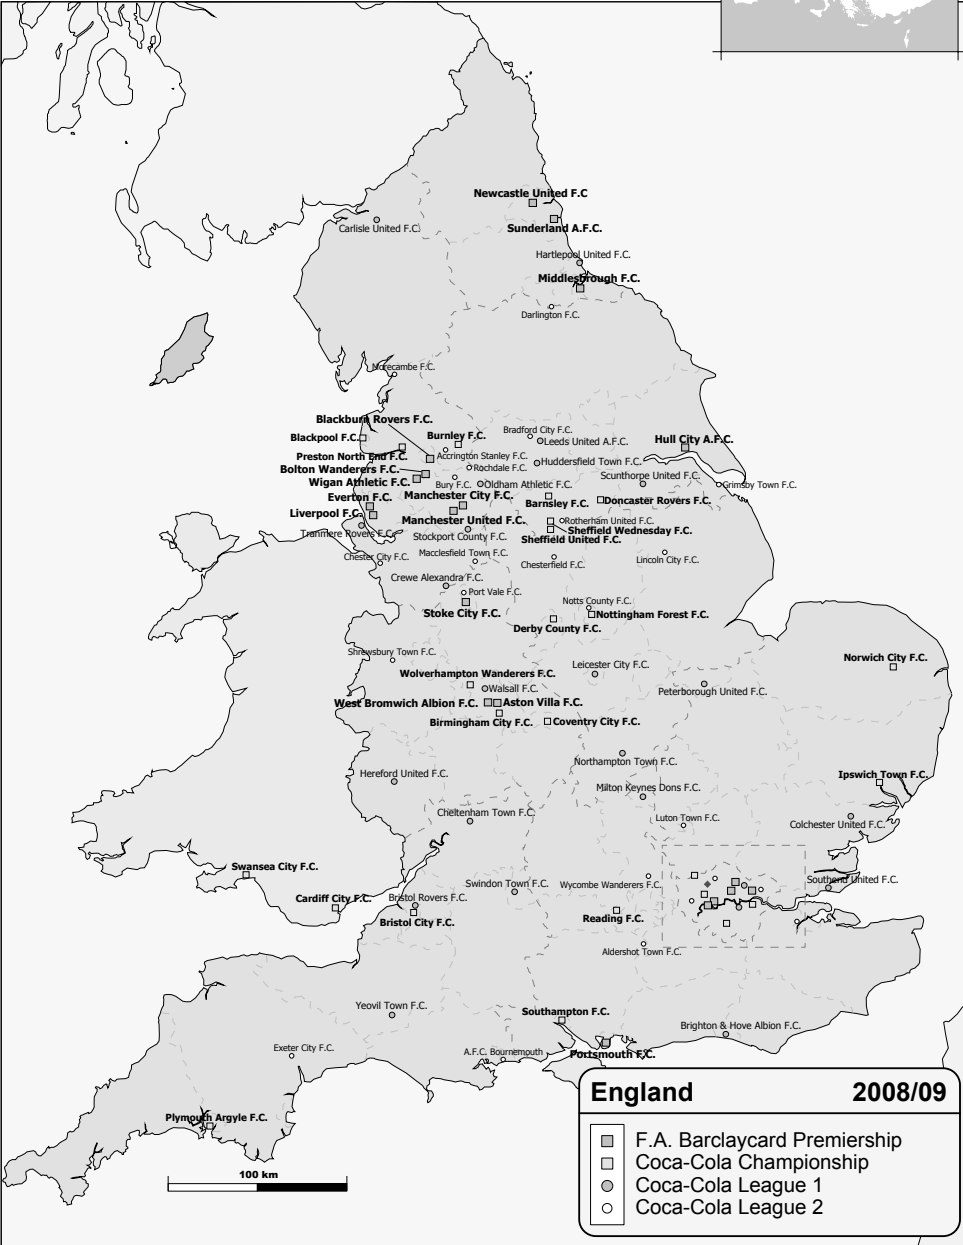 Newcastle United F.C
Sunderland A.F.C.
Carlisle United F.C.
Hartlepool United F.C.
Middlesbrough F.C.
Darlington F.C.
Morecambe F.C.
Blackburn Rovers F.C.
Blackpool F.C.
Burnley F.C.
Bradford City F.C.
Leeds United A.F.C.
Hull City A.F.C.
Preston North End F.C.
Accrington Stanley F.C.
Bolton Wanderers F.C.
Rochdale F.C.
Huddersfield Town F.C.
Wigan Athletic F.C.
Bury F.C.
Oldham Athletic F.C.
Scunthorpe United F.C.
Grimsby Town F.C.
Everton F.C.
Manchester City F.C.
Barnsley F.C.
Doncaster Rovers F.C.
Liverpool F.C.
Manchester United F.C.
Rotherham United F.C.
Tranmere Rovers F.C.
Stockport County F.C.
Sheffield Wednesday F.C.
Sheffield United F.C.
Chester City F.C.
Macclesfield Town F.C.
Chesterfield F.C.
Lincoln City F.C.
Crewe Alexandra F.C.
Port Vale F.C.
Notts County F.C.
Stoke City F.C.
Nottingham Forest F.C.
Derby County F.C.
Shrewsbury Town F.C.
Norwich City F.C.
Wolverhampton Wanderers F.C.
Leicester City F.C.
Walsall F.C.
Peterborough United F.C.
West Bromwich Albion F.C.
Aston Villa F.C.
Birmingham City F.C.
Coventry City F.C.
Northampton Town F.C.
Hereford United F.C.
Ipswich Town F.C.
Milton Keynes Dons F.C.
Cheltenham Town F.C.
Luton Town F.C.
Colchester United F.C.
Swansea City F.C.
Swindon Town F.C.
Wycombe Wanderers F.C.
Southend United F.C.
Cardiff City F.C.
Bristol Rovers F.C.
Bristol City F.C.
Reading F.C.
Aldershot Town F.C.
Yeovil Town F.C.
Southampton F.C.
Brighton & Hove Albion F.C.
Exeter City F.C.
A.F.C. Bournemouth
Portsmouth F.C.
Plymouth Argyle F.C.
100 km
England 2008/09
F.A. Barclaycard Premiership
Coca-Cola Championship
Coca-Cola League 1
Coca-Cola League 2